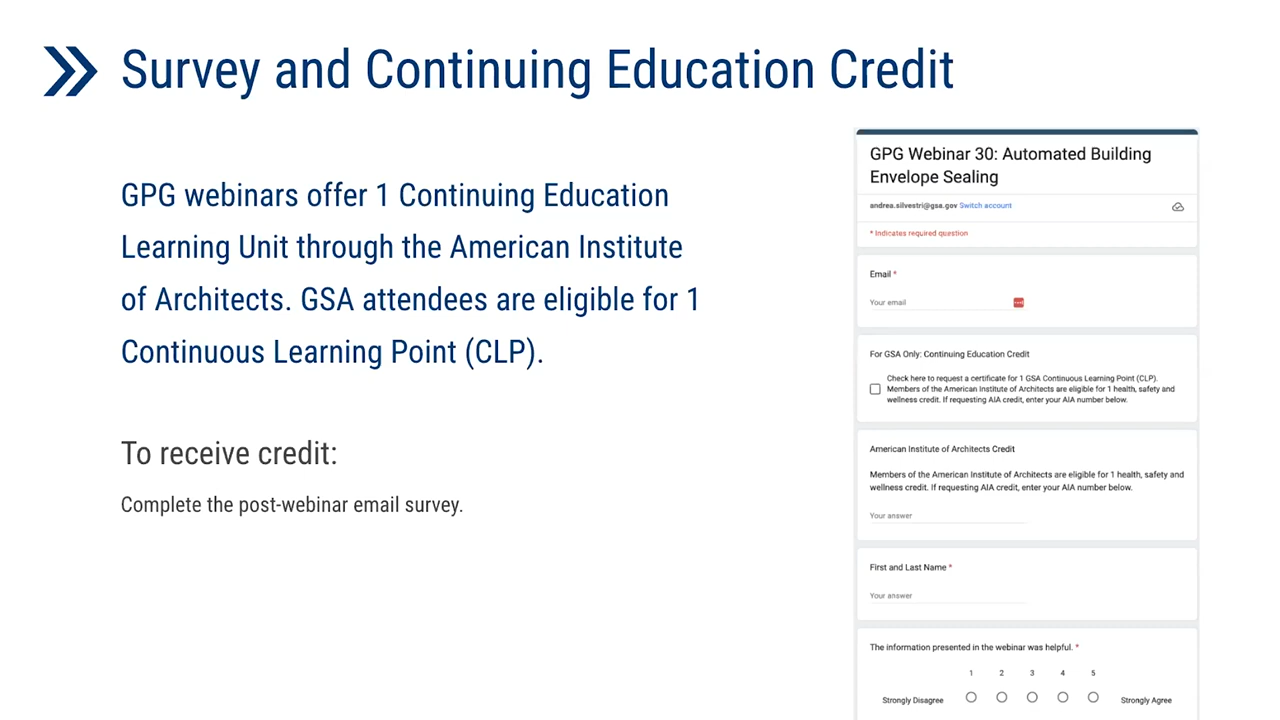 Survey and Continuing Education Credit
GPG webinars offer 1 Continuing Education
Learning Unit through the American Institute
of Architects. GSA attendees are eligible for 1
Continuous Learning Point (CLP).
To receive credit:
Complete the post-webinar email survey.
GPG Webinar 30: Automated Building
Envelope Sealing
andrea.silvestri@gsa.gov Switch account
* Indicates required question
Email *
Your email
For GSA Only: Continuing Education Credit
Check here to request a certificate for 1 GSA Continuous Learning Point (CLP).
Members of the American Institute of Architects are eligible for 1 health, safety and
wellness credit. If requesting AIA credit, enter your AIA number below.
American Institute of Architects Credit
Members of the American Institute of Architects are eligible for 1 health, safety and
wellness credit. If requesting AIA credit, enter your AIA number below.
Your answer
First and Last Name *
Your answer
The information presented in the webinar was helpful. *
1 2 3 4 5
Strongly Disagree Strongly Agree